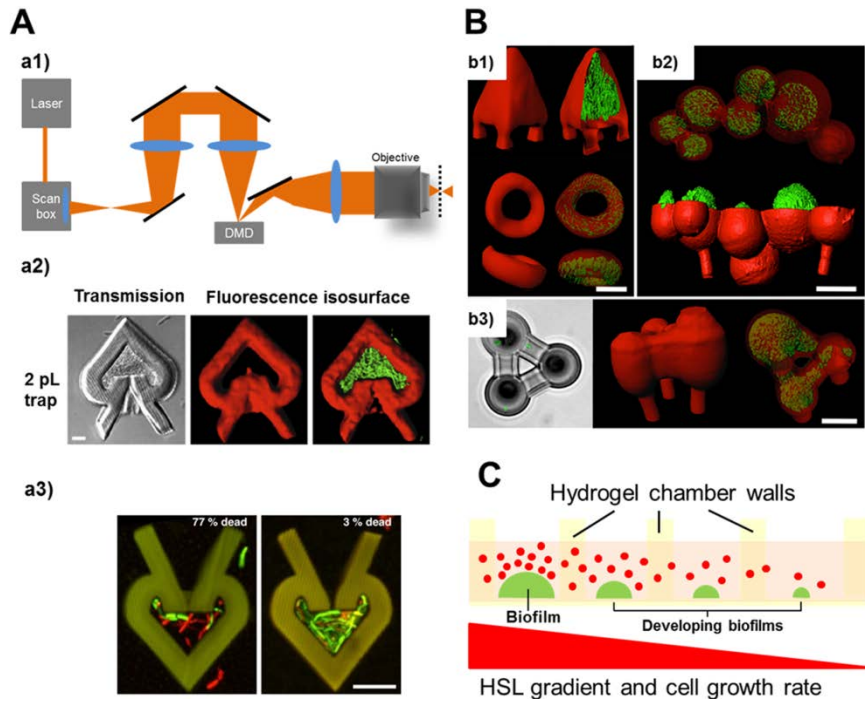 A
a1)
Laser
Scan
box
DMD
Objective
a2)
Transmission
Fluorescence isosurface
2 pL
trap
a3)
77 % dead
3 % dead
B
b1)
b2)
b3)
C
Hydrogel chamber walls
Biofilm
Developing biofilms
HSL gradient and cell growth rate